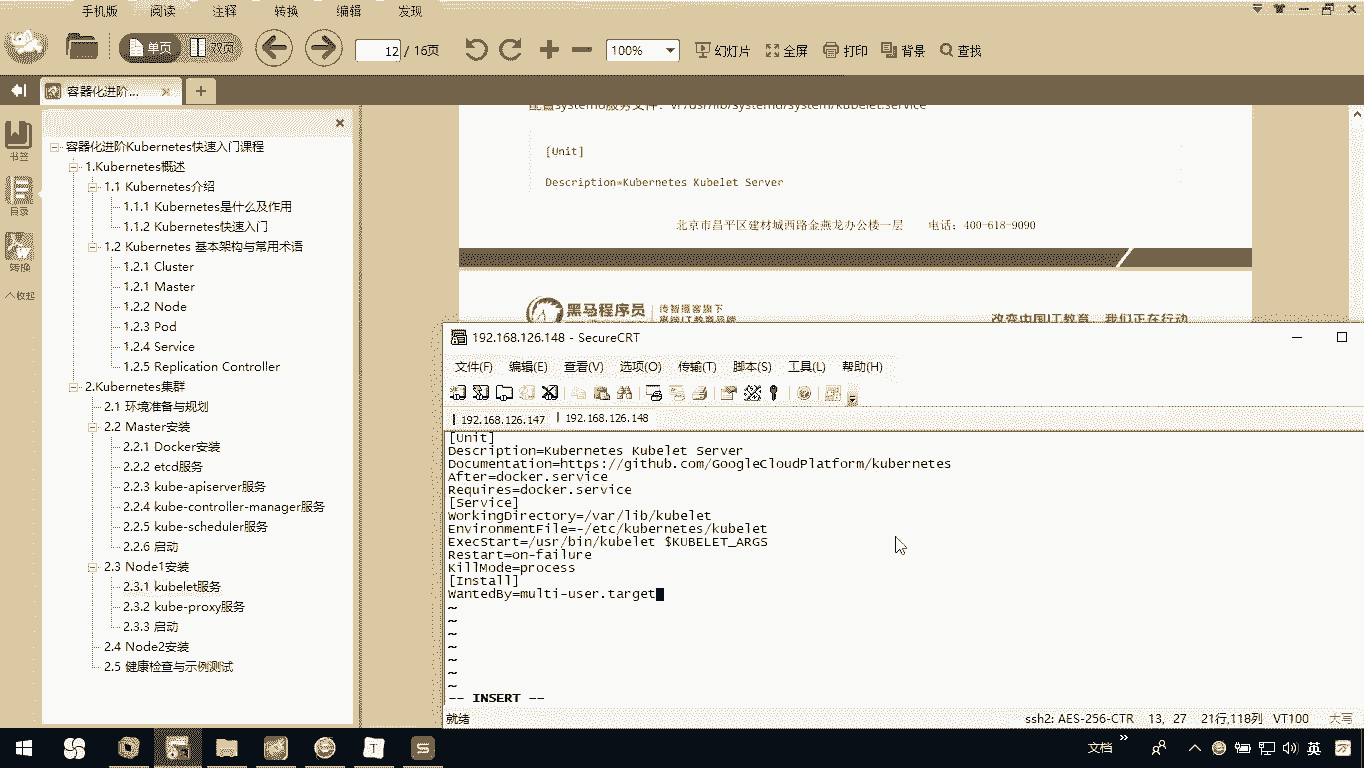 手机版 阅读 注释 转换 编辑 发现
单页 双页 12 / 16页 100% 幻灯片 全屏 打印 背景 查找
容器化进阶...
书签
目录
转换
收起
容器化进阶Kubernetes快速入门课程
1.Kubernetes概述
1.1 Kubernetes介绍
1.1.1 Kubernetes是什么及作用
1.1.2 Kubernetes快速入门
1.2 Kubernetes 基本架构与常用术语
1.2.1 Cluster
1.2.1 Master
1.2.2 Node
1.2.3 Pod
1.2.4 Service
1.2.5 Replication Controller
2.Kubernetes集群
2.1 环境准备与规划
2.2 Master安装
2.2.1 Docker安装
2.2.2 etcd服务
2.2.3 kube-apiserver服务
2.2.4 kube-controller-manager服务
2.2.5 kube-scheduler服务
2.2.6 启动
2.3 Node1安装
2.3.1 kubelet服务
2.3.2 kube-proxy服务
2.3.3 启动
2.4 Node2安装
2.5 健康检查与示例测试
[Unit]
Description=Kubernetes Kubelet Server
北京市昌平区建材城西路金燕龙办公楼一层 电话：400-618-9090
黑马程序员 传智播客旗下
改变中国IT教育，我们正在行动
192.168.126.148 - SecureCRT
文件(F) 编辑(E) 查看(V) 选项(O) 传输(T) 脚本(S) 工具(L) 帮助(H)
192.168.126.147 192.168.126.148
[Unit]
Description=Kubernetes Kubelet Server
Documentation=https://github.com/GoogleCloudPlatform/kubernetes
After=docker.service
Requires=docker.service
[Service]
WorkingDirectory=/var/lib/kubelet
EnvironmentFile=-/etc/kubernetes/kubelet
ExecStart=/usr/bin/kubelet $KUBELET_ARGS
Restart=on-failure
KillMode=process
[Install]
WantedBy=multi-user.target
~
~
~
~
~
~
~
-- INSERT --
就绪 ssh2: AES-256-CTR 13, 27 21行,118列 VT100 大写
文档 英